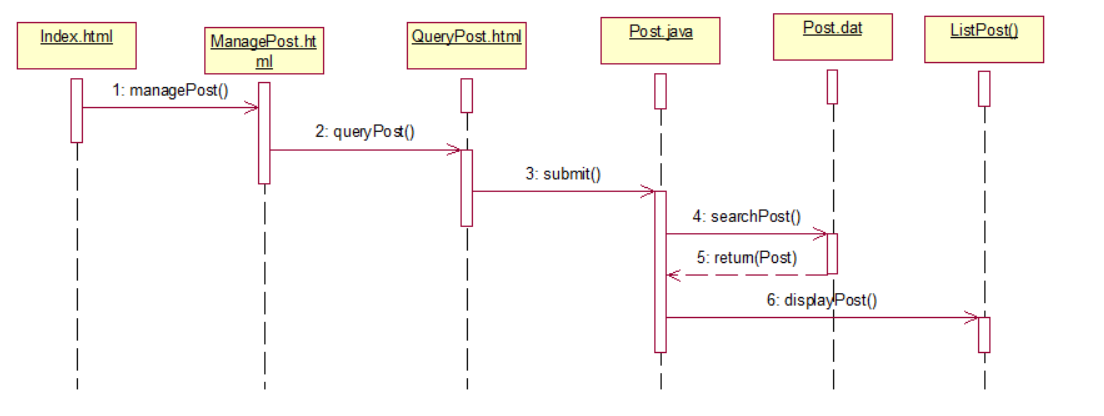 Index.html
ManagePost.ht
ml
QueryPost.html
Post.java
Post.dat
ListPost()
1: managePost()
2: queryPost()
3: submit()
4: searchPost()
5: return(Post)
6: displayPost()